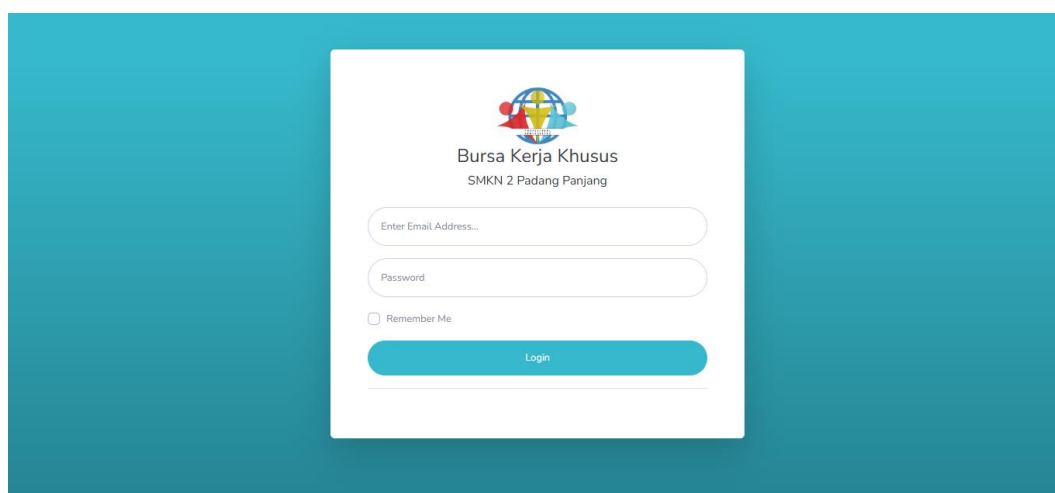 Bursa Kerja Khusus
SMKN 2 Padang Panjang
Enter Email Address...
Password
Remember Me
Login